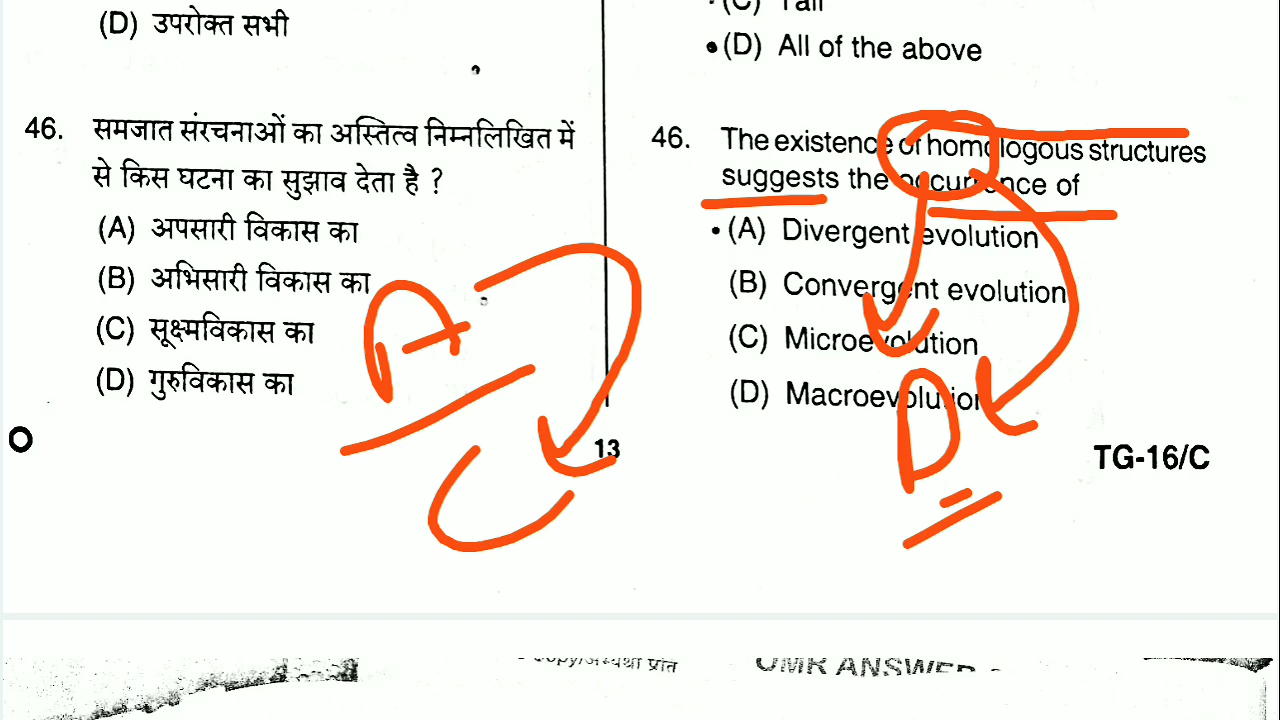 (D) उपरोक्त सभी
46. समजात संरचनाओं का अस्तित्व निम्नलिखित में
से किस घटना का सुझाव देता है ?
(A) अपसारी विकास का
(B) अभिसारी विकास का
(C) सूक्ष्मविकास का
(D) गुरुविकास का
(D) All of the above
46. The existence of homologous structures
suggests the occurrence of
(A) Divergent evolution
(B) Convergent evolution
(C) Microevolution
(D) Macroevolution
A
C
D
13
TG-16/C
OMR ANSWER